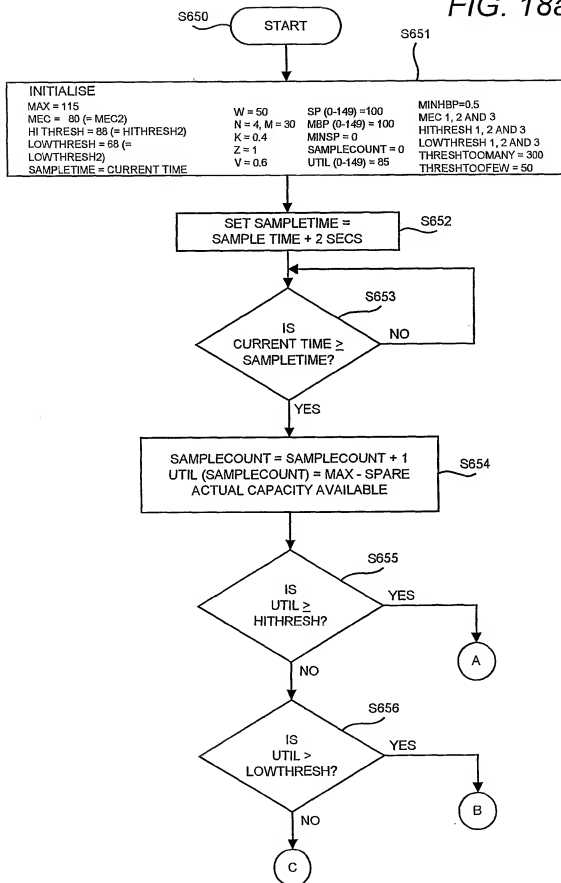 FIG. 18a
S650
START
S651
INITIALISE
MAX = 115
MEC = 80 (= MEC2)
HI THRESH = 88 (= HITHRESH2)
LOWTHRESH = 68 (=
LOWTHRESH2)
SAMPLETIME = CURRENT TIME
W = 50
N = 4, M = 30
K = 0.4
Z = 1
V = 0.6
SP (0-149) =100
MBP (0-149) = 100
MINSP = 0
SAMPLECOUNT = 0
UTIL (0-149) = 85
MINHBP=0.5
MEC 1, 2 AND 3
HITHRESH 1, 2 AND 3
LOWTHRESH 1, 2 AND 3
THRESHTOOMANY = 300
THRESHTOOFEW = 50
SET SAMPLETIME =
SAMPLE TIME + 2 SECS
S652
S653
IS
CURRENT TIME ≥
SAMPLETIME?
NO
YES
SAMPLECOUNT = SAMPLECOUNT + 1
UTIL (SAMPLECOUNT) = MAX - SPARE
ACTUAL CAPACITY AVAILABLE
S654
S655
IS
UTIL ≥
HITHRESH?
YES
A
NO
S656
IS
UTIL >
LOWTHRESH?
YES
B
NO
C